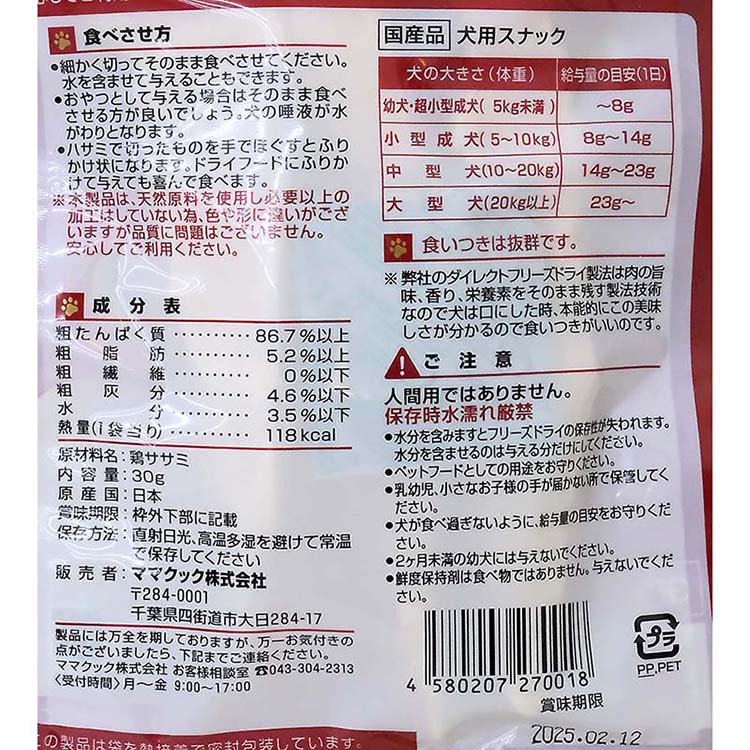 食べさせ方
●細かく切ってそのまま食べさせてください。
水を含ませて与えることもできます。
●おやつとして与える場合はそのまま食べ
させる方が良いでしょう。犬の唾液が水
がわりとなります。
●ハサミで切ったものを手でほぐすとふり
かけ状になります。ドライフードにふりか
けて与えても喜んで食べます。
※本製品は、天然原料を使用し必要以上の
加工はしていない為、色や形に違いがござ
いますが品質に問題はございません。
安心してご利用ください。
成分表
粗たんぱく質 ………… 86.7%以上
粗脂肪 ………… 5.2%以上
粗繊維 ………… 0%以下
粗灰分 ………… 4.6%以下
水分 ………… 3.5%以下
熱量(1袋当り) ………… 118kcal
原材料名：鶏ササミ
内容量：30g
原産国：日本
賞味期限：枠外下部に記載
保存方法：直射日光、高温多湿を避けて常温
で保存してください
販売者：ママクック株式会社
〒284-0001
千葉県四街道市大日284-17
製品には万全を期しておりますが、万一お気付きの
点がございましたら、下記までご連絡ください。
ママクック株式会社 お客様相談室 ☎043-304-2313
<受付時間> 月〜金 9:00〜17:00
国産品 犬用スナック
犬の大きさ(体重) 給与量の目安(1日)
幼犬・超小型成犬(5kg未満) 〜8g
小型成犬(5~10kg) 8g〜14g
中型犬(10~20kg) 14g〜23g
大型犬(20kg以上) 23g〜
食いつきは抜群です。
※弊社のダイレクトフリーズドライ製法は肉の旨
味、香り、栄養素をそのまま残す製法技術
なので犬は口にした時、本能的にこの美味
しさが分かるので食いつきがいいのです。
ご注意
人間用ではありません。
保存時水濡れ厳禁
●水分を含みますとフリーズドライの保存性が失われます。
水分を含ませるのは与える分だけにしてください。
●ペットフードとしての用途をお守りください。
●乳幼児、小さなお子様の手が届かない所で保管してく
ださい。
●犬が食べ過ぎないように、給与量の目安をお守りくだ
さい。
●2ヶ月未満の幼犬には与えないでください。
●鮮度保持剤は食べ物ではありません。与えないでくだ
さい。
4 580207 270018
プラ
PP,PET
賞味期限
2025.02.12
この製品は袋を熱接着で密封包装しています。